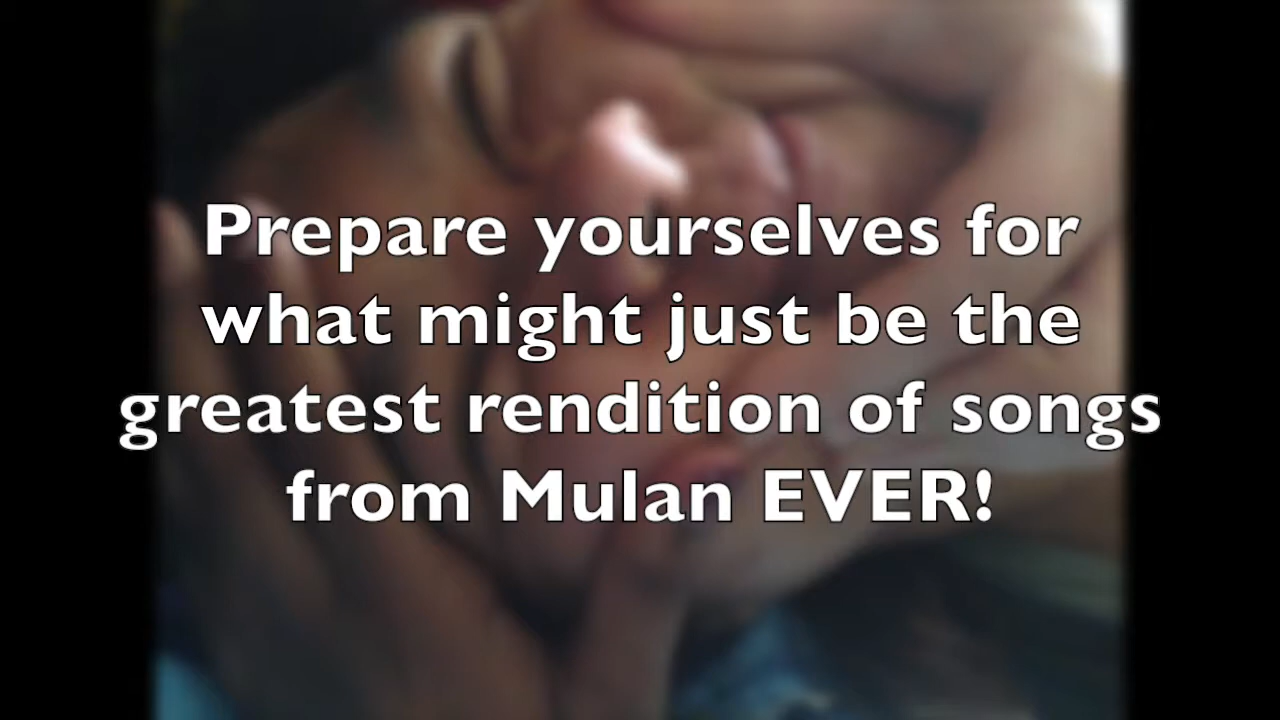 Prepare yourselves for
what might just be the
greatest rendition of songs
from Mulan EVER!